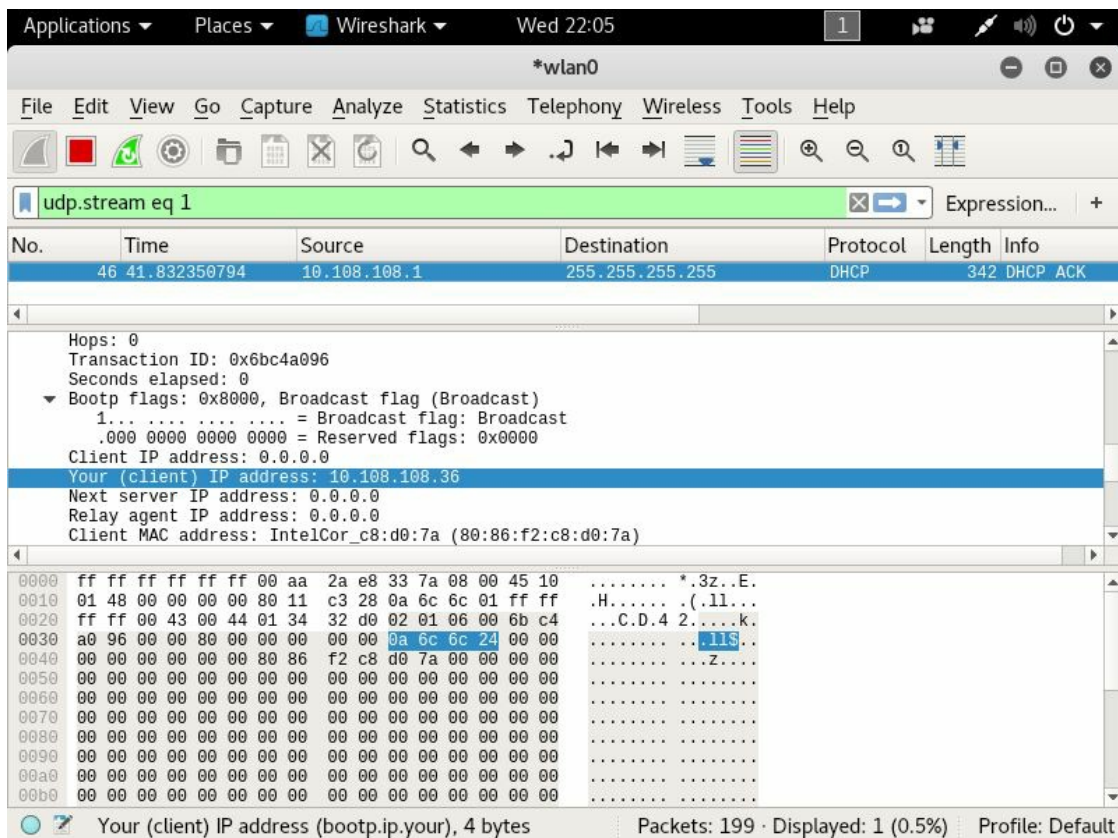 Applications Places Wireshark Wed 22:05 1
*wlan0
File Edit View Go Capture Analyze Statistics Telephony Wireless Tools Help
udp.stream eq 1 Expression... +
No. Time Source Destination Protocol Length Info
46 41.832350794 10.108.108.1 255.255.255.255 DHCP 342 DHCP ACK
Hops: 0
Transaction ID: 0x6bc4a096
Seconds elapsed: 0
Bootp flags: 0x8000, Broadcast flag (Broadcast)
1... .... .... .... = Broadcast flag: Broadcast
.000 0000 0000 0000 = Reserved flags: 0x0000
Client IP address: 0.0.0.0
Your (client) IP address: 10.108.108.36
Next server IP address: 0.0.0.0
Relay agent IP address: 0.0.0.0
Client MAC address: IntelCor_c8:d0:7a (80:86:f2:c8:d0:7a)
0000 ff ff ff ff ff ff 00 aa 2a e8 33 7a 08 00 45 10 ........ *.3z..E.
0010 01 48 00 00 00 00 80 11 c3 28 0a 6c 6c 01 ff ff .H...... .(.ll...
0020 ff ff 00 43 00 44 01 34 32 d0 02 01 06 00 6b c4 ...C.D.4 2.....k.
0030 a0 96 00 00 80 00 00 00 00 00 0a 6c 6c 24 00 00 ........ ...ll$..
0040 00 00 00 00 00 00 80 86 f2 c8 d0 7a 00 00 00 00 ........ ...z....
0050 00 00 00 00 00 00 00 00 00 00 00 00 00 00 00 00 ........ ........
0060 00 00 00 00 00 00 00 00 00 00 00 00 00 00 00 00 ........ ........
0070 00 00 00 00 00 00 00 00 00 00 00 00 00 00 00 00 ........ ........
0080 00 00 00 00 00 00 00 00 00 00 00 00 00 00 00 00 ........ ........
0090 00 00 00 00 00 00 00 00 00 00 00 00 00 00 00 00 ........ ........
00a0 00 00 00 00 00 00 00 00 00 00 00 00 00 00 00 00 ........ ........
00b0 00 00 00 00 00 00 00 00 00 00 00 00 00 00 00 00 ........ ........
Your (client) IP address (bootp.ip.your), 4 bytes Packets: 199 · Displayed: 1 (0.5%) Profile: Default